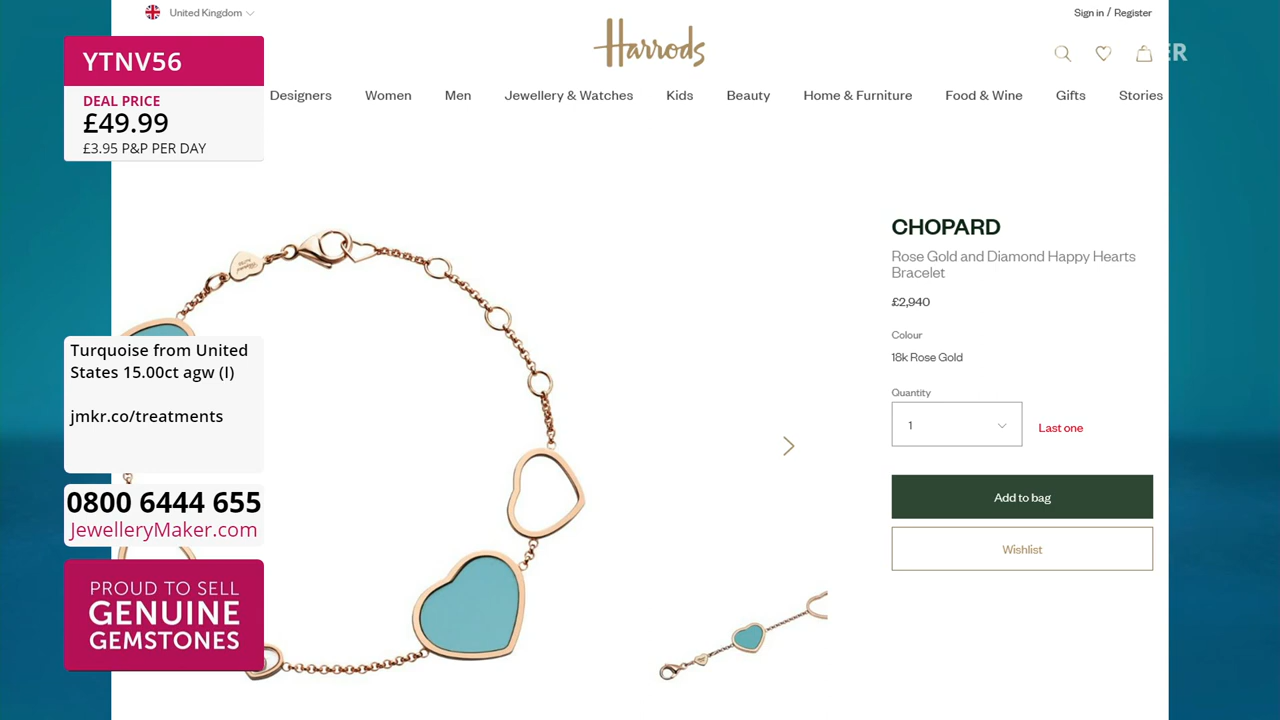 United Kingdom
Harrods
Sign in / Register
ER
YTNV56
DEAL PRICE
£49.99
£3.95 P&P PER DAY
Designers
Women
Men
Jewellery & Watches
Kids
Beauty
Home & Furniture
Food & Wine
Gifts
Stories
CHOPARD
Rose Gold and Diamond Happy Hearts
Bracelet
£2,940
Colour
18k Rose Gold
Quantity
1
Last one
Add to bag
Wishlist
Turquoise from United
States 15.00ct agw (I)
jmkr.co/treatments
0800 6444 655
JewelleryMaker.com
PROUD TO SELL
GENUINE
GEMSTONES